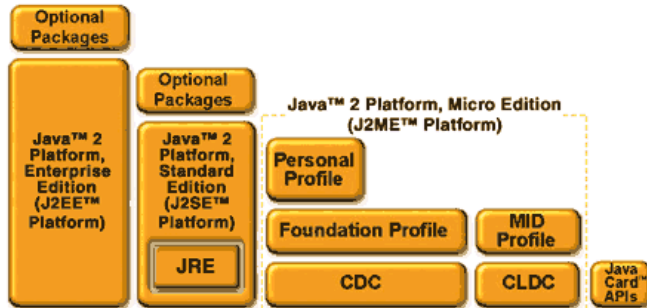 Optional
Packages
Java™ 2
Platform,
Enterprise
Edition
(J2EE™
Platform)
Optional
Packages
Java™ 2
Platform,
Standard
Edition
(J2SE™
Platform)
JRE
Java™ 2 Platform, Micro Edition
(J2ME™ Platform)
Personal
Profile
Foundation Profile
MID
Profile
CDC
CLDC
Java
Card™
APIs